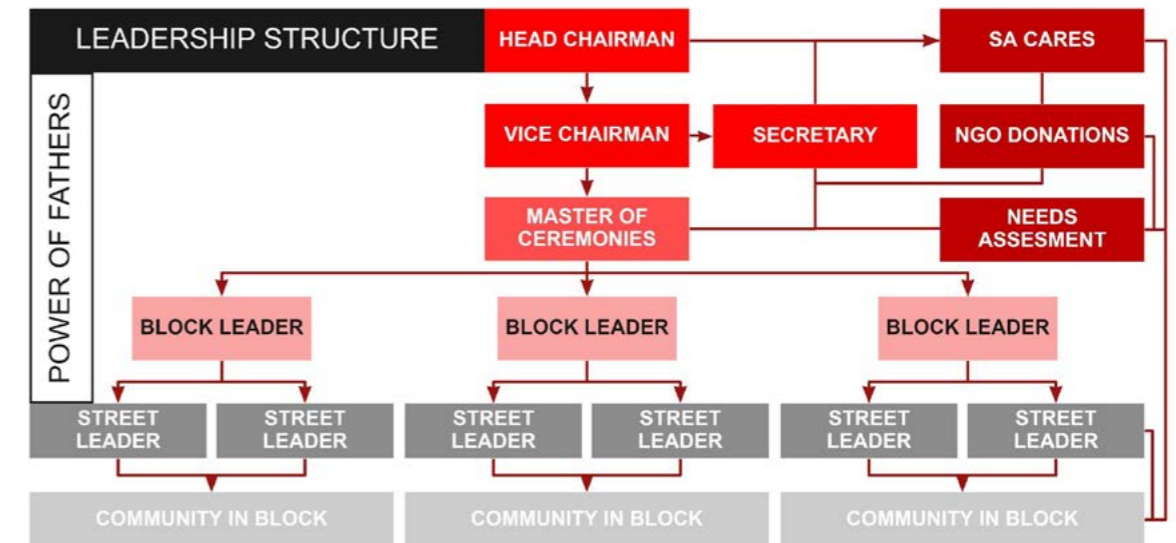 LEADERSHIP STRUCTURE
HEAD CHAIRMAN
SA CARES
POWER OF FATHERS
VICE CHAIRMAN
SECRETARY
NGO DONATIONS
MASTER OF
CEREMONIES
NEEDS
ASSESMENT
BLOCK LEADER
BLOCK LEADER
BLOCK LEADER
STREET
LEADER
STREET
LEADER
STREET
LEADER
STREET
LEADER
STREET
LEADER
STREET
LEADER
COMMUNITY IN BLOCK
COMMUNITY IN BLOCK
COMMUNITY IN BLOCK